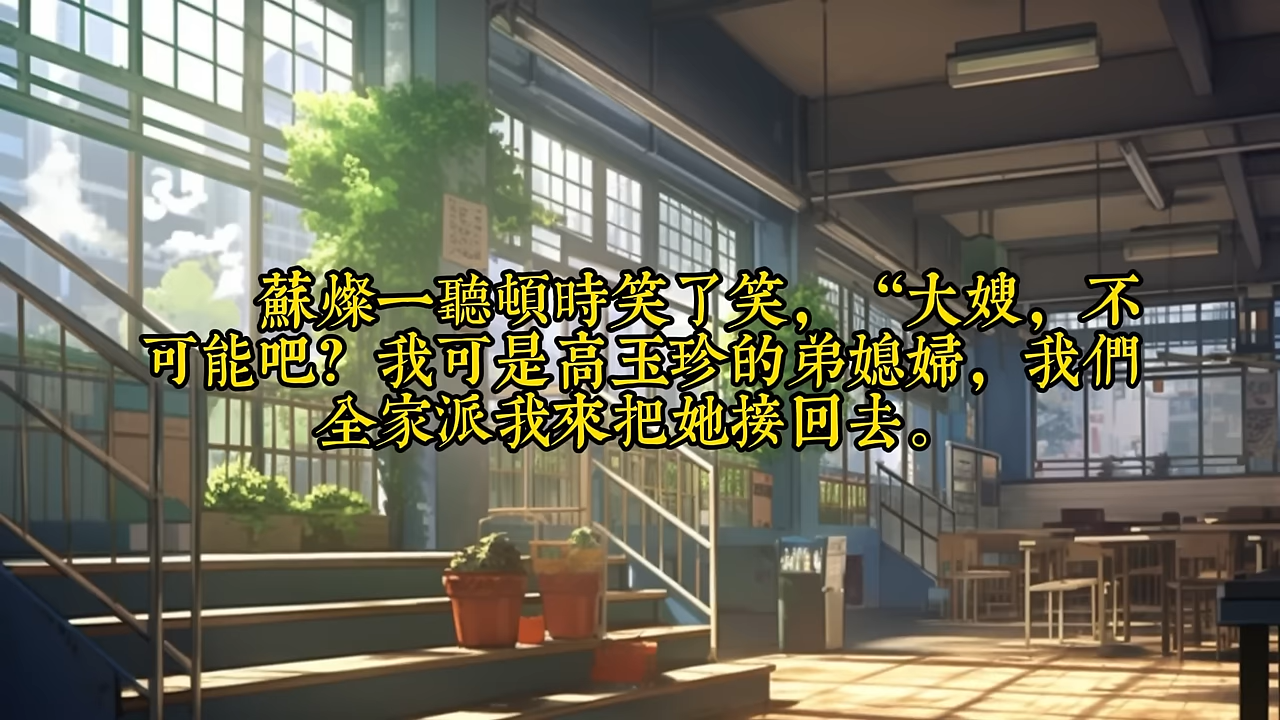 蘇燦一聽頓時笑了笑，“大嫂，不
可能吧？我可是高玉珍的弟媳婦，我們
全家派我來把她接回去。